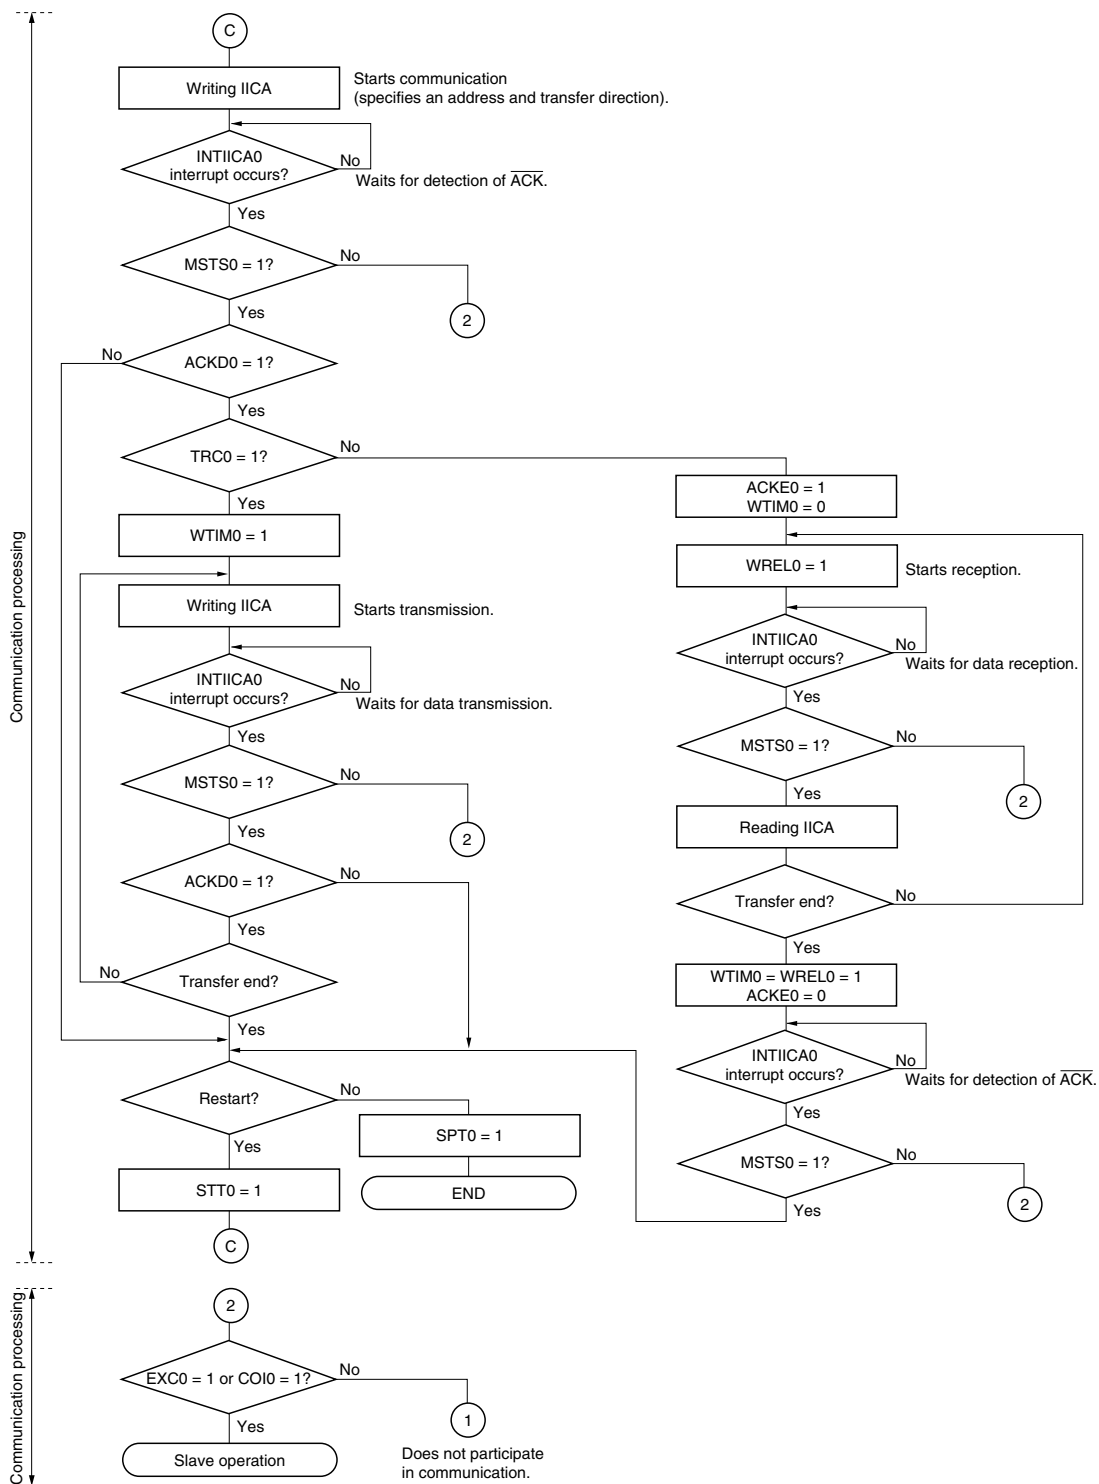 C
Writing IICA
Starts communication
(specifies an address and transfer direction).
INTIICA0
interrupt occurs?
No
Waits for detection of ACK.
Yes
MSTS0 = 1?
No
2
Yes
ACKD0 = 1?
No
Yes
TRC0 = 1?
No
Yes
WTIM0 = 1
Writing IICA
Starts transmission.
INTIICA0
interrupt occurs?
No
Waits for data transmission.
Yes
MSTS0 = 1?
No
2
Yes
ACKD0 = 1?
No
Yes
Transfer end?
No
Yes
Restart?
No
SPT0 = 1
END
Yes
STT0 = 1
C
ACKE0 = 1
WTIM0 = 0
WREL0 = 1
Starts reception.
INTIICA0
interrupt occurs?
No
Waits for data reception.
Yes
MSTS0 = 1?
No
2
Yes
Reading IICA
Transfer end?
No
Yes
WTIM0 = WREL0 = 1
ACKE0 = 0
INTIICA0
interrupt occurs?
No
Waits for detection of ACK.
Yes
MSTS0 = 1?
No
2
Yes
Communication processing
2
EXC0 = 1 or COI0 = 1?
No
1
Does not participate
in communication.
Yes
Slave operation
Communication processing